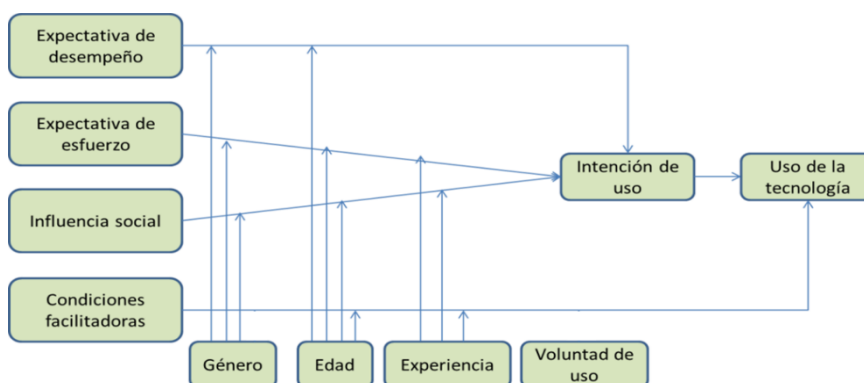 Expectativa de
desempeño
Expectativa de
esfuerzo
Influencia social
Condiciones
facilitadoras
Intención de
uso
Uso de la
tecnología
Género
Edad
Experiencia
Voluntad de
uso